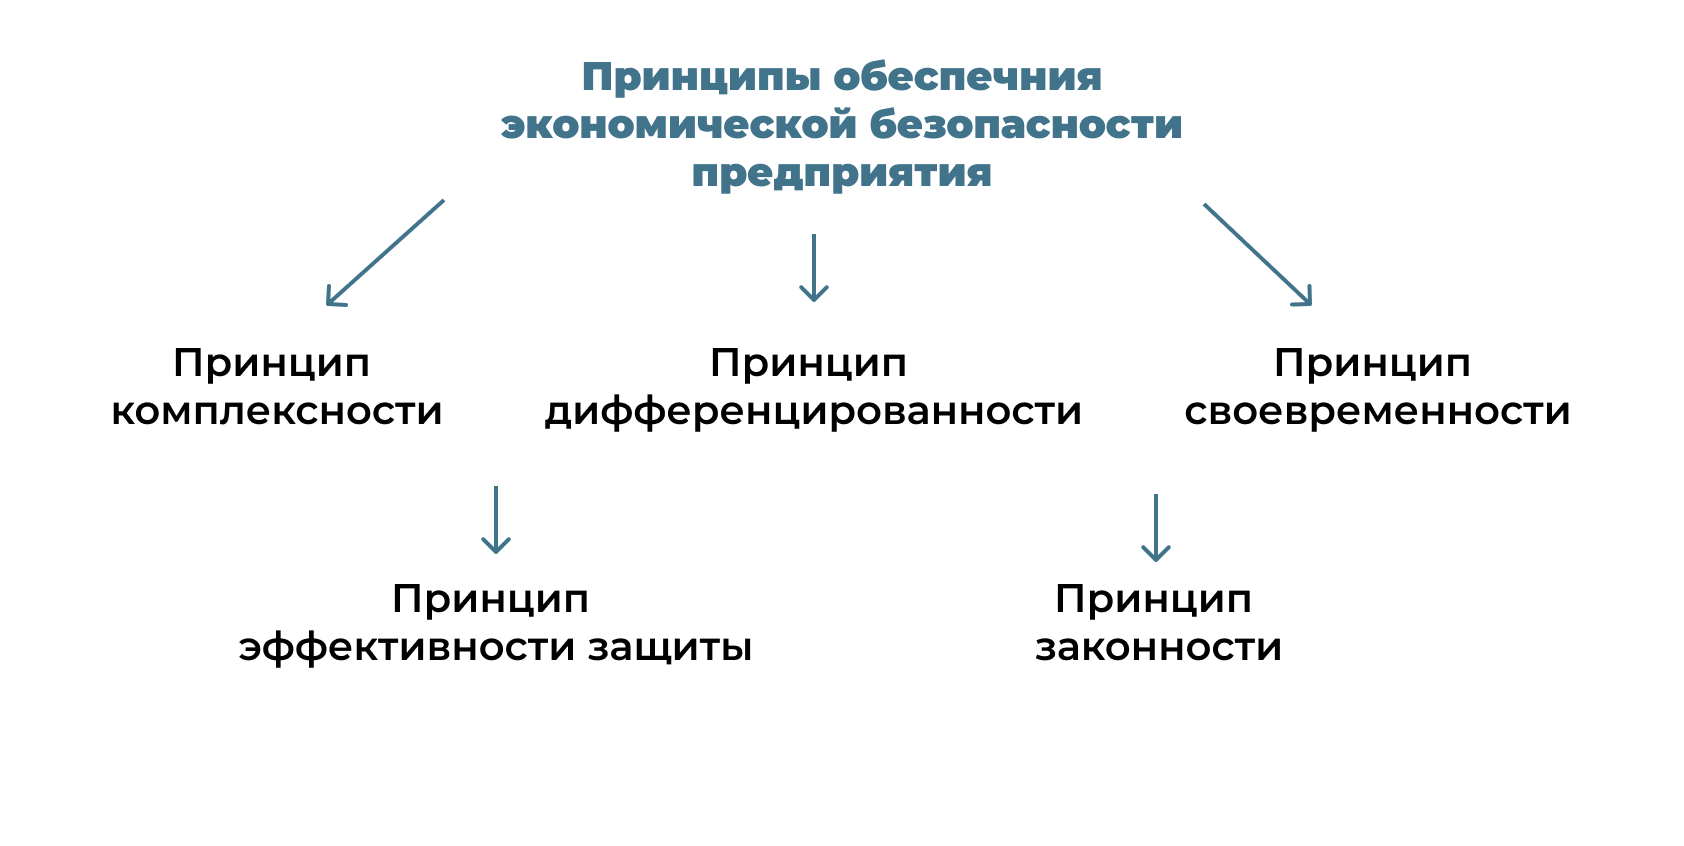 Принципы обеспечния
экономической безопасности
предприятия
Принцип
комплексности
Принцип
дифференцированности
Принцип
своевременности
Принцип
эффективности защиты
Принцип
законности